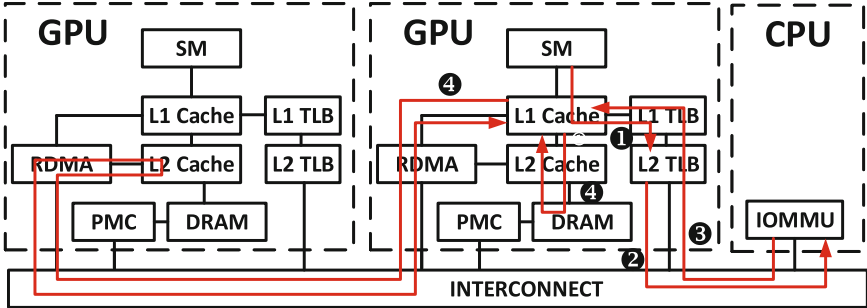 GPU
SM
L1 Cache
L1 TLB
RDMA
L2 Cache
L2 TLB
PMC
DRAM
GPU
SM
❹
L1 Cache
L1 TLB
❶
RDMA
L2 Cache
L2 TLB
❹
PMC
DRAM
❸
❷
CPU
IOMMU
INTERCONNECT